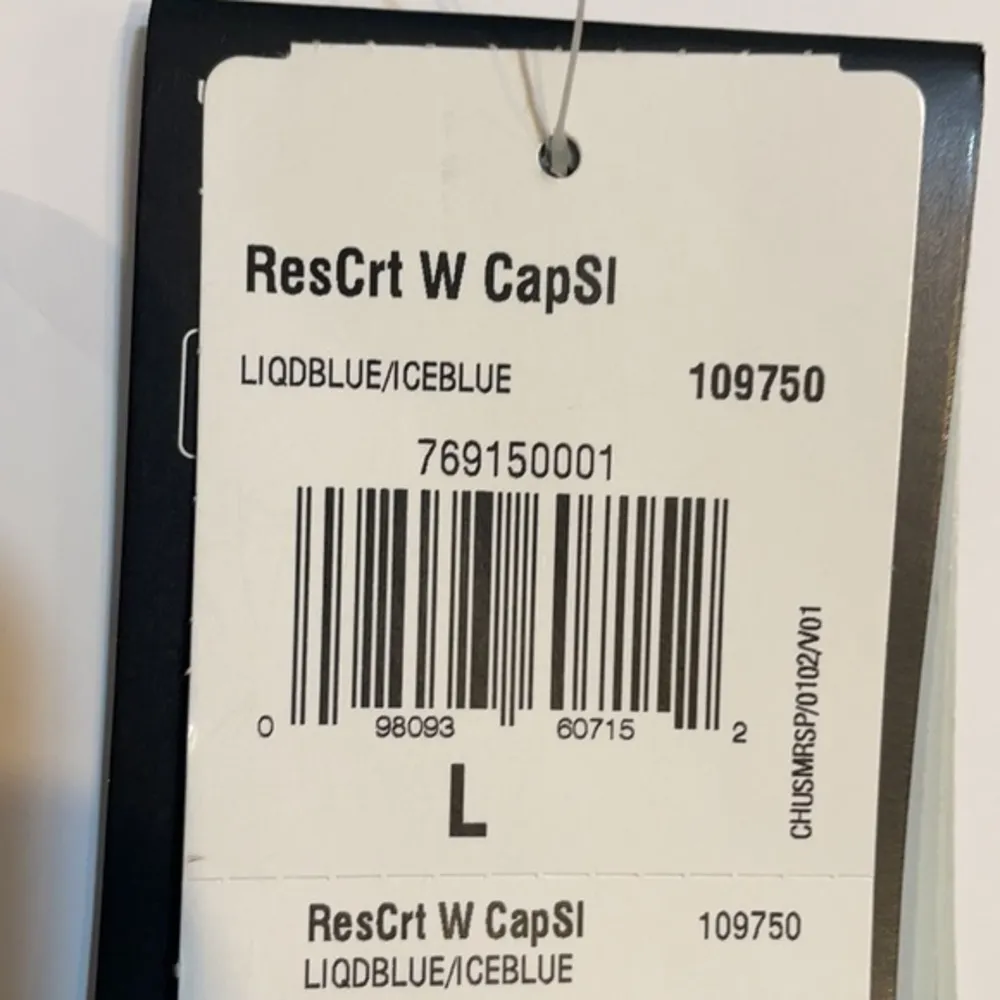 ResCrt W CapSl
LIQDBLUE/ICEBLUE 109750
769150001
0 98093 60715 2
L
CHUSMRSP/0102/V01
ResCrt W CapSl 109750
LIQDBLUE/ICEBLUE